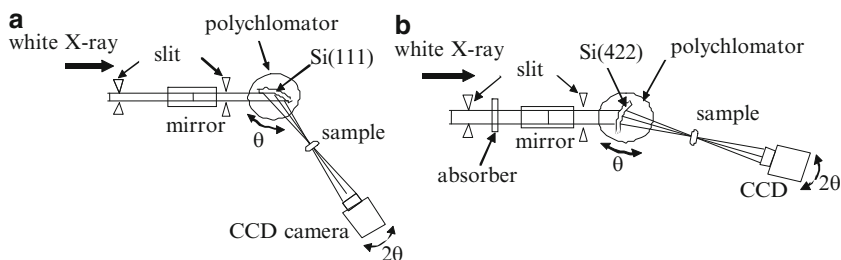 a
white X-ray
slit
polychlomator
Si(111)
mirror
θ
sample
CCD camera
2θ
b
white X-ray
slit
Si(422)
polychlomator
sample
absorber
mirror
θ
CCD
2θ